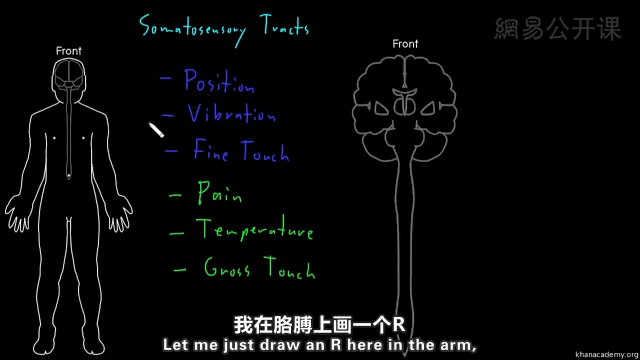 Somatosensory Tracts
網易公开课
Front
Front
- Position
- Vibration
- Fine Touch
- Pain
- Temperature
- Gross Touch
我在胳膊上画一个R
Let me just draw an R here in the arm,
khanacademy.org